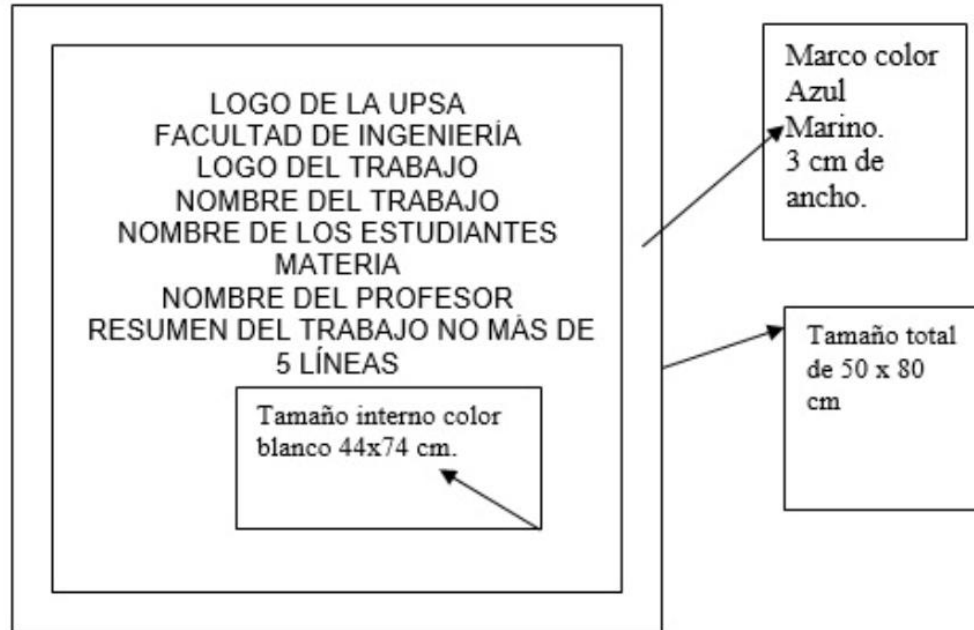 LOGO DE LA UPSA
FACULTAD DE INGENIERÍA
LOGO DEL TRABAJO
NOMBRE DEL TRABAJO
NOMBRE DE LOS ESTUDIANTES
MATERIA
NOMBRE DEL PROFESOR
RESUMEN DEL TRABAJO NO MÁS DE
5 LÍNEAS
Tamaño interno color
blanco 44x74 cm.
Marco color
Azul
Marino.
3 cm de
ancho.
Tamaño total
de 50 x 80
cm